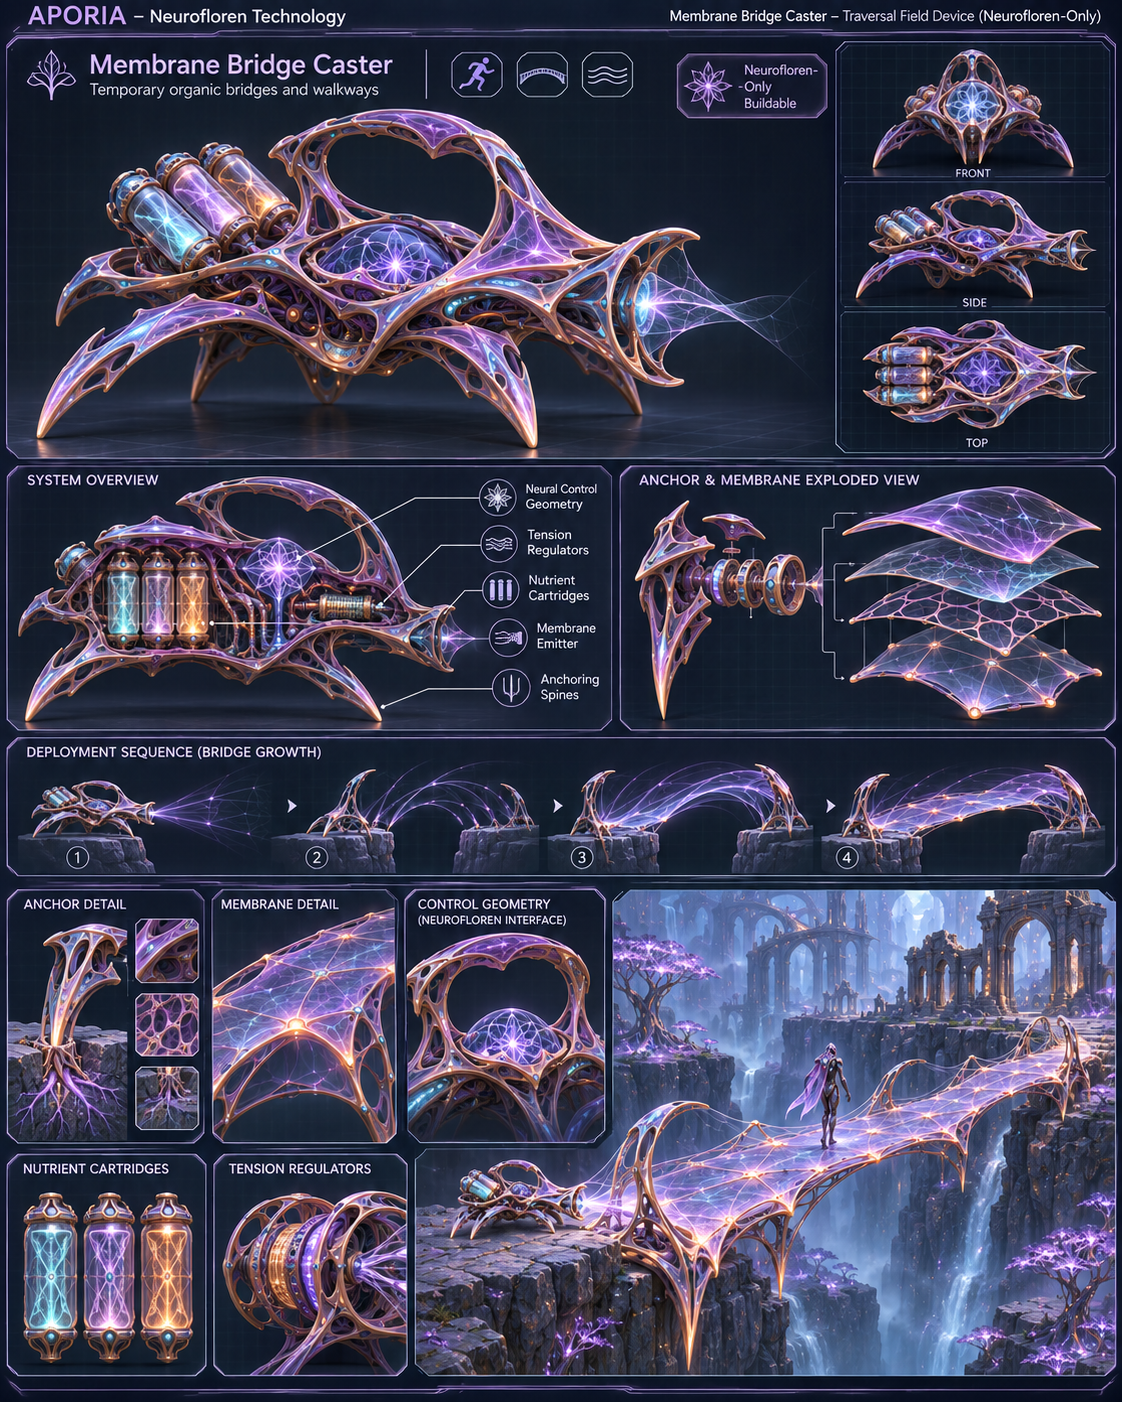 APORIA – Neurofloren Technology
Membrane Bridge Caster – Traversal Field Device (Neurofloren-Only)
Membrane Bridge Caster
Temporary organic bridges and walkways
Neurofloren-
-Only
Buildable
FRONT
SIDE
TOP
SYSTEM OVERVIEW
Neural Control
Geometry
Tension
Regulators
Nutrient
Cartridges
Membrane
Emitter
Anchoring
Spines
ANCHOR & MEMBRANE EXPLODED VIEW
DEPLOYMENT SEQUENCE (BRIDGE GROWTH)
1
2
3
4
ANCHOR DETAIL
MEMBRANE DETAIL
CONTROL GEOMETRY
(NEUROFLOREN INTERFACE)
NUTRIENT CARTRIDGES
TENSION REGULATORS